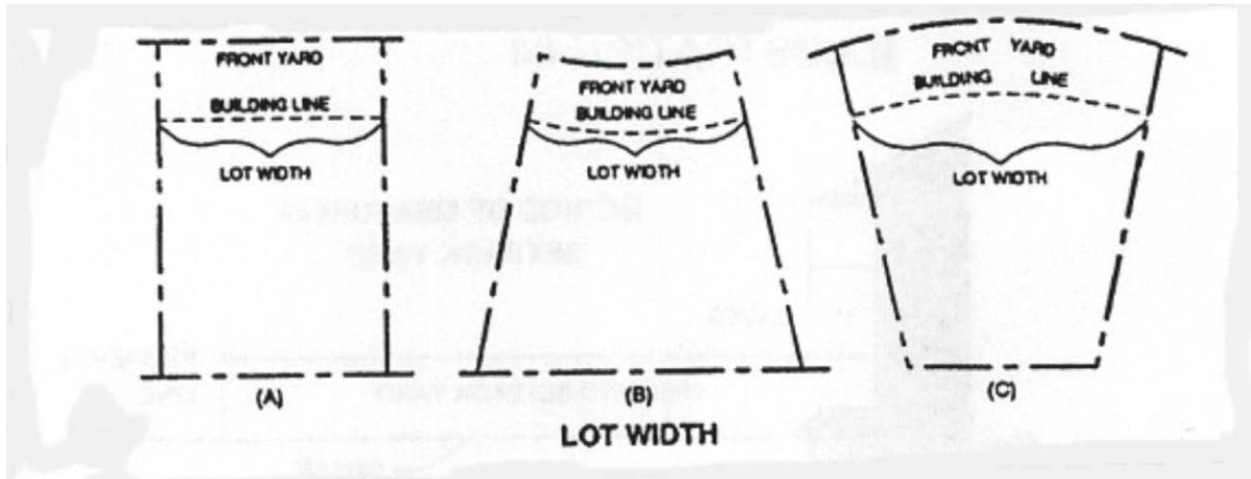 FRONT YARD
BUILDING LINE
LOT WIDTH
(A)
FRONT YARD
BUILDING LINE
LOT WIDTH
(B)
FRONT YARD
BUILDING LINE
LOT WIDTH
(C)
LOT WIDTH